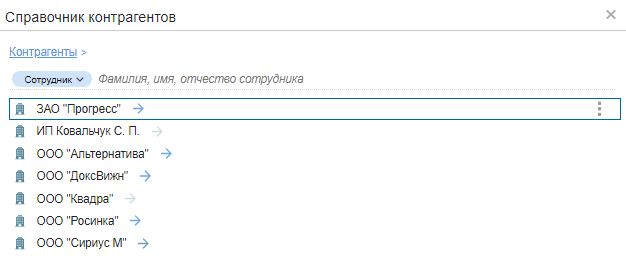 Справочник контрагентов
Контрагенты >
Сотрудник Фамилия, имя, отчество сотрудника
ЗАО "Прогресс"
ИП Ковальчук С. П.
ООО "Альтернатива"
ООО "ДоксВижн"
ООО "Квадра"
ООО "Росинка"
ООО "Сириус М"